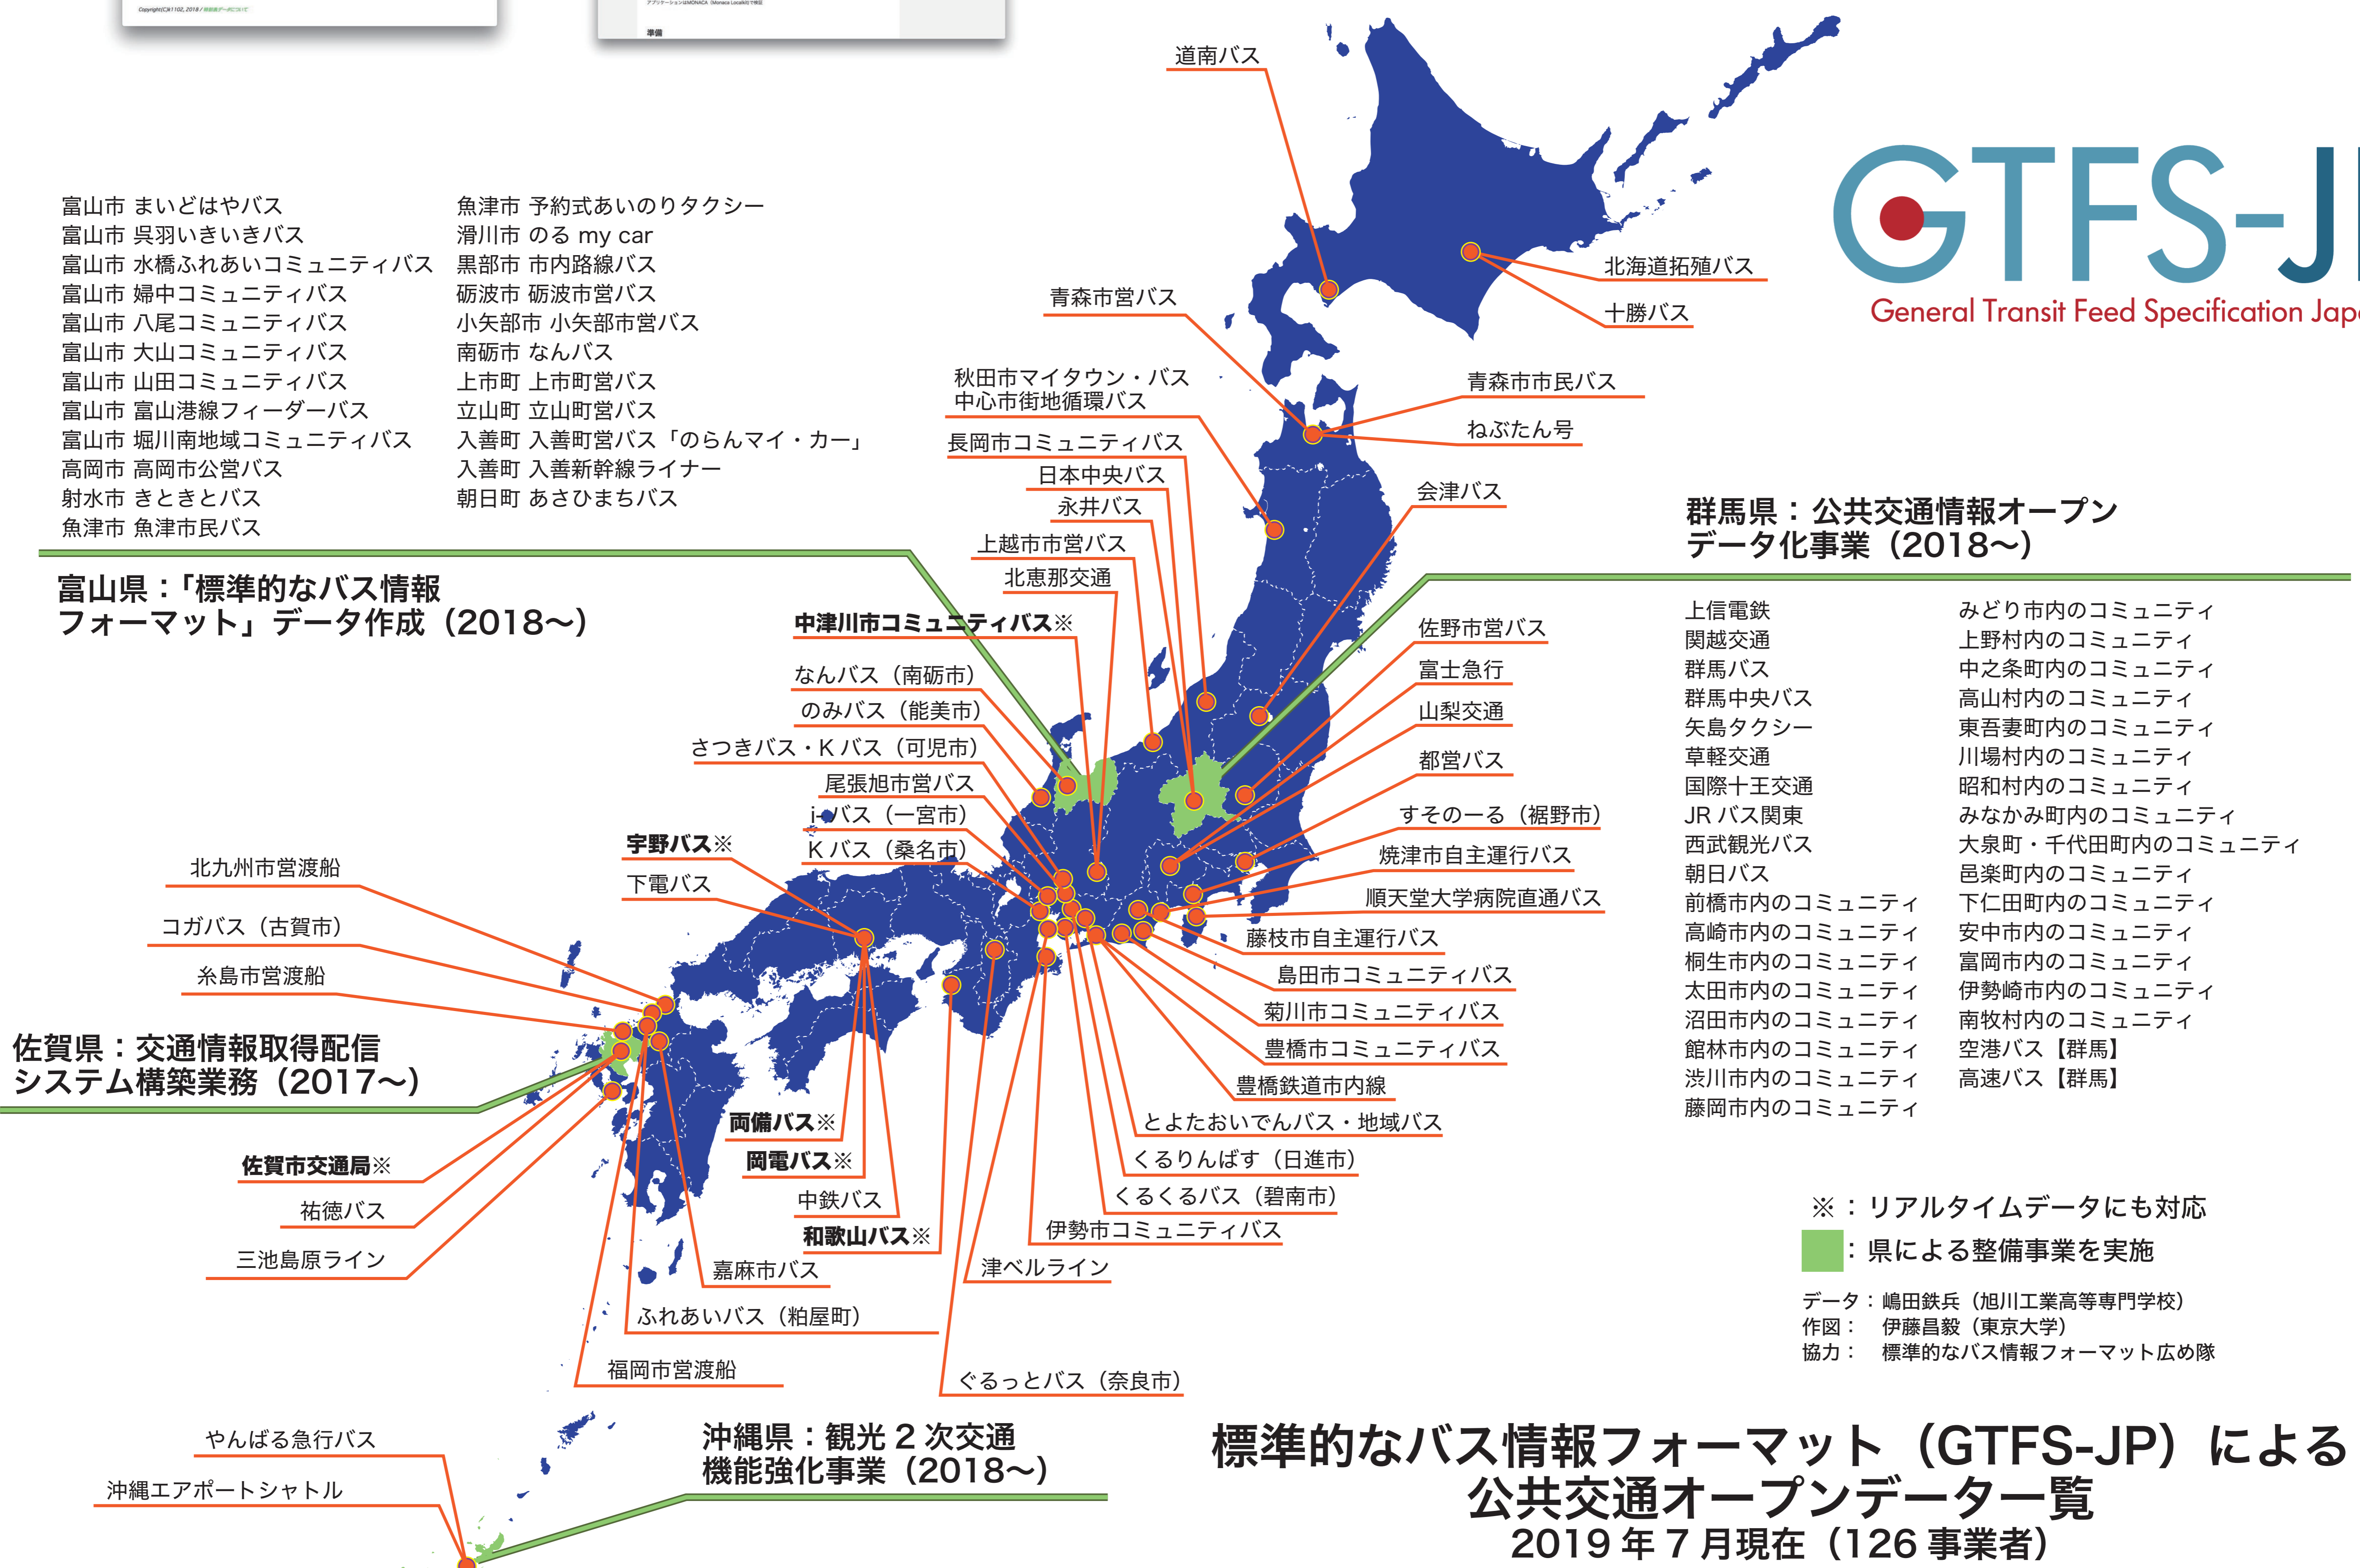 Copyright(C)k1102, 2018 / 時刻表データについて
アプリケーションはMONACA（Monaca Localkit)で検証
準備
道南バス
GTFS-J
General Transit Feed Specification Jap
北海道拓殖バス
十勝バス
富山市 まいどはやバス
富山市 呉羽いきいきバス
富山市 水橋ふれあいコミュニティバス
富山市 婦中コミュニティバス
富山市 八尾コミュニティバス
富山市 大山コミュニティバス
富山市 山田コミュニティバス
富山市 富山港線フィーダーバス
富山市 堀川南地域コミュニティバス
高岡市 高岡市公営バス
射水市 きときとバス
魚津市 魚津市民バス
魚津市 予約式あいのりタクシー
滑川市 のる my car
黒部市 市内路線バス
砺波市 砺波市営バス
小矢部市 小矢部市営バス
南砺市 なんバス
上市町 上市町営バス
立山町 立山町営バス
入善町 入善町営バス「のらんマイ・カー」
入善町 入善新幹線ライナー
朝日町 あさひまちバス
富山県：「標準的なバス情報
フォーマット」データ作成（2018～）
青森市営バス
秋田市マイタウン・バス
中心市街地循環バス
長岡市コミュニティバス
日本中央バス
永井バス
上越市市営バス
北恵那交通
中津川市コミュニティバス※
なんバス（南砺市）
のみバス（能美市）
さつきバス・K バス（可児市）
尾張旭市営バス
i-バス（一宮市）
K バス（桑名市）
宇野バス※
下電バス
青森市市民バス
ねぶたん号
会津バス
佐野市営バス
富士急行
山梨交通
都営バス
すそのーる（裾野市）
焼津市自主運行バス
順天堂大学病院直通バス
藤枝市自主運行バス
島田市コミュニティバス
菊川市コミュニティバス
豊橋市コミュニティバス
豊橋鉄道市内線
とよたおいでんバス・地域バス
くるりんばす（日進市）
くるくるバス（碧南市）
伊勢市コミュニティバス
津ベルライン
ぐるっとバス（奈良市）
群馬県：公共交通情報オープン
データ化事業（2018～）
上信電鉄
関越交通
群馬バス
群馬中央バス
矢島タクシー
草軽交通
国際十王交通
JR バス関東
西武観光バス
朝日バス
前橋市内のコミュニティ
高崎市内のコミュニティ
桐生市内のコミュニティ
太田市内のコミュニティ
沼田市内のコミュニティ
館林市内のコミュニティ
渋川市内のコミュニティ
藤岡市内のコミュニティ
みどり市内のコミュニティ
上野村内のコミュニティ
中之条町内のコミュニティ
高山村内のコミュニティ
東吾妻町内のコミュニティ
川場村内のコミュニティ
昭和村内のコミュニティ
みなかみ町内のコミュニティ
大泉町・千代田町内のコミュニティ
邑楽町内のコミュニティ
下仁田町内のコミュニティ
安中市内のコミュニティ
富岡市内のコミュニティ
伊勢崎市内のコミュニティ
南牧村内のコミュニティ
空港バス【群馬】
高速バス【群馬】
北九州市営渡船
コガバス（古賀市）
糸島市営渡船
佐賀県：交通情報取得配信
システム構築業務（2017～）
佐賀市交通局※
祐徳バス
三池島原ライン
両備バス※
岡電バス※
中鉄バス
和歌山バス※
嘉麻市バス
ふれあいバス（粕屋町）
福岡市営渡船
やんばる急行バス
沖縄エアポートシャトル
沖縄県：観光 2 次交通
機能強化事業（2018～）
※：リアルタイムデータにも対応
：県による整備事業を実施
データ：嶋田鉄兵（旭川工業高等専門学校）
作図： 伊藤昌毅（東京大学）
協力： 標準的なバス情報フォーマット広め隊
標準的なバス情報フォーマット（GTFS-JP）による
公共交通オープンデータ一覧
2019 年 7 月現在（126 事業者）